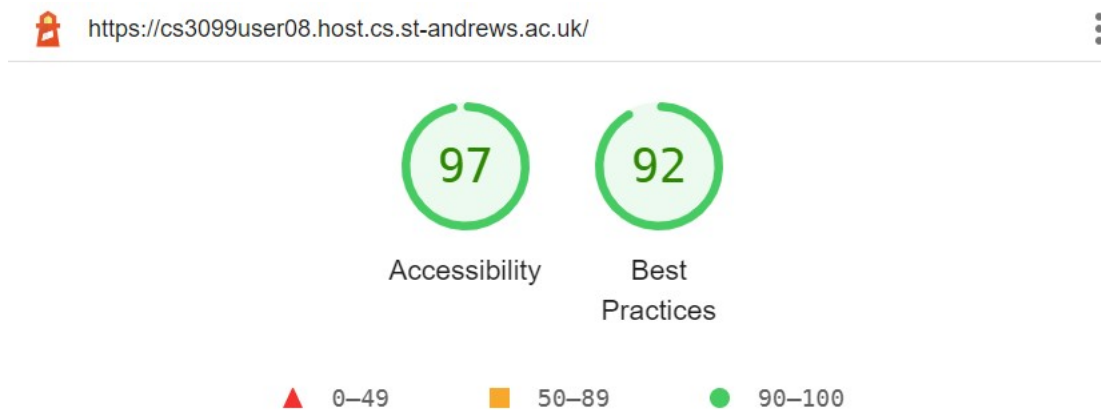 https://cs3099user08.host.cs.st-andrews.ac.uk/
97
92
Accessibility
Best
Practices
0–49
50–89
90–100